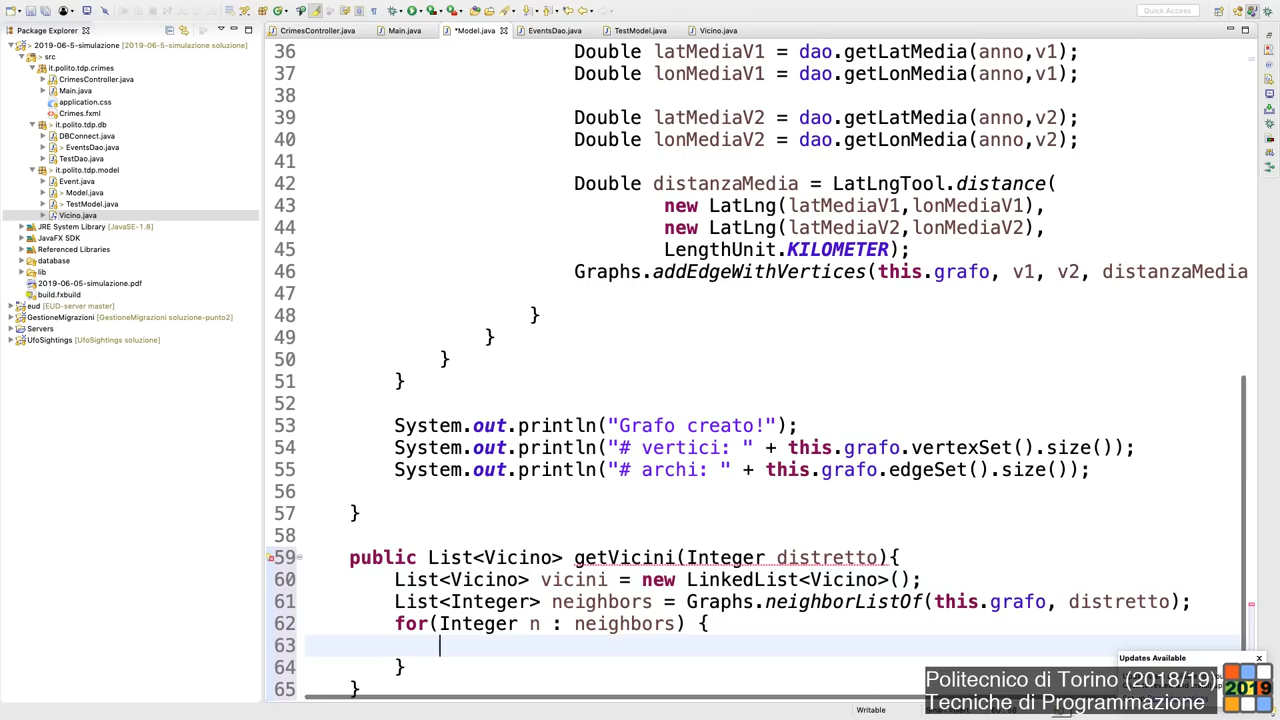 Quick Access
Package Explorer
CrimesController.java
Main.java
*Model.java
EventsDao.java
TestModel.java
Vicino.java
> 2019-06-5-simulazione [2019-06-5-simulazione soluzione]
> src
it.polito.tdp.crimes
CrimesController.java
Main.java
application.css
Crimes.fxml
> it.polito.tdp.db
DBConnect.java
> EventsDao.java
TestDao.java
> it.polito.tdp.model
Event.java
> Model.java
> TestModel.java
Vicino.java
JRE System Library [JavaSE-1.8]
JavaFX SDK
Referenced Libraries
database
lib
2019-06-05-simulazione.pdf
build.fxbuild
eud [EUD-server master]
GestioneMigrazioni [GestioneMigrazioni soluzione-punto2]
Servers
UfoSightings [UfoSightings soluzione]
36 Double latMediaV1 = dao.getLatMedia(anno,v1);
37 Double lonMediaV1 = dao.getLonMedia(anno,v1);
38
39 Double latMediaV2 = dao.getLatMedia(anno,v2);
40 Double lonMediaV2 = dao.getLonMedia(anno,v2);
41
42 Double distanzaMedia = LatLngTool.distance(
43 new LatLng(latMediaV1,lonMediaV1),
44 new LatLng(latMediaV2,lonMediaV2),
45 LengthUnit.KILOMETER);
46 Graphs.addEdgeWithVertices(this.grafo, v1, v2, distanzaMedia
47
48 }
49 }
50 }
51 }
52
53 System.out.println("Grafo creato!");
54 System.out.println("# vertici: " + this.grafo.vertexSet().size());
55 System.out.println("# archi: " + this.grafo.edgeSet().size());
56
57 }
58
59 public List<Vicino> getVicini(Integer distretto){
60 List<Vicino> vicini = new LinkedList<Vicino>();
61 List<Integer> neighbors = Graphs.neighborListOf(this.grafo, distretto);
62 for(Integer n : neighbors) {
63
64 }
65 }
Updates Available
Politecnico di Torino (2018/19)
Tecniche di Programmazione
2019
Writable